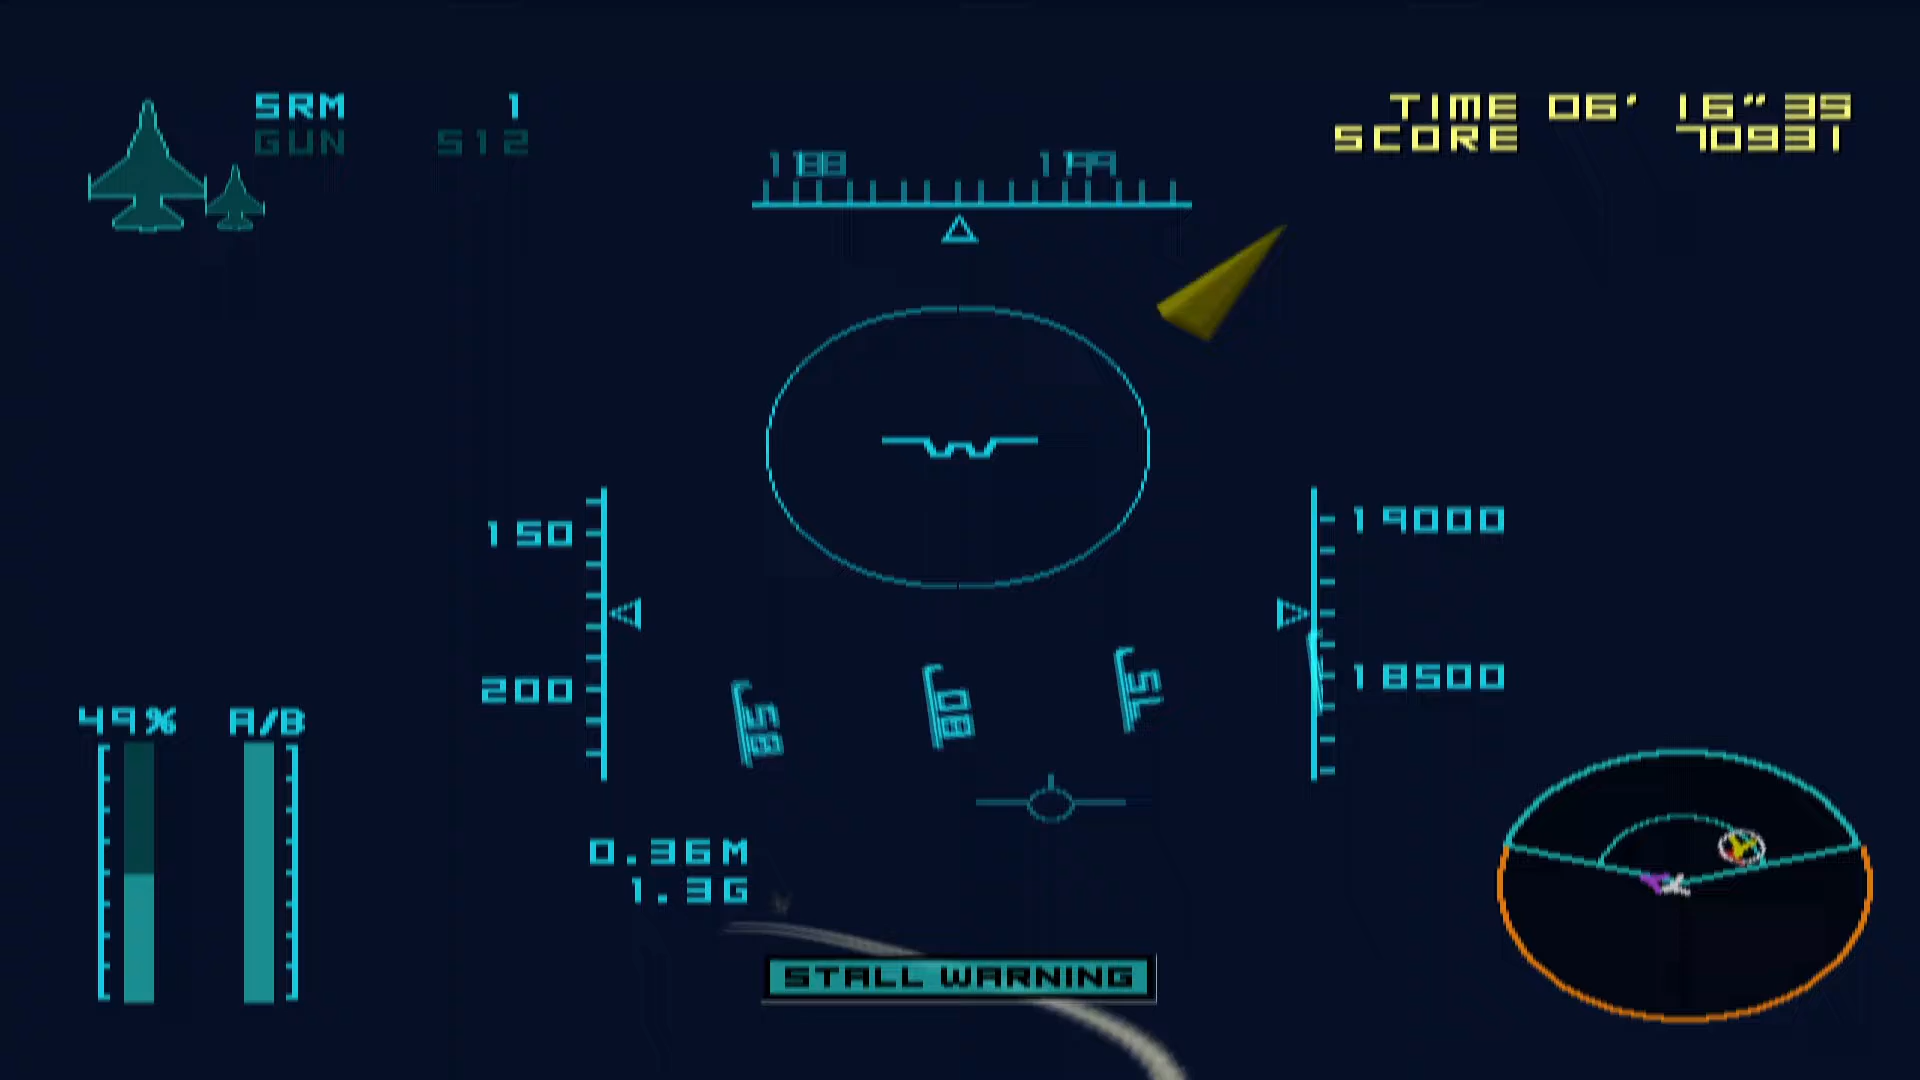 SRM 1
GUN 512
TIME 06' 16"39
SCORE 70931
150
200
19000
18500
49% A/B
0.36M
1.3G
STALL WARNING